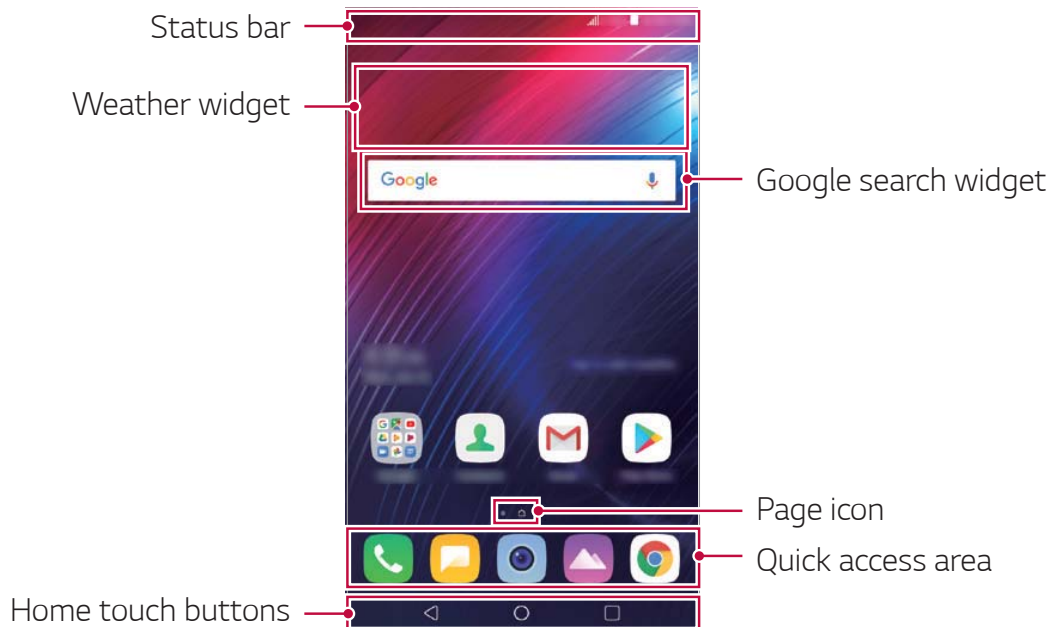 Status bar
Weather widget
Google
Google search widget
Page icon
Quick access area
Home touch buttons